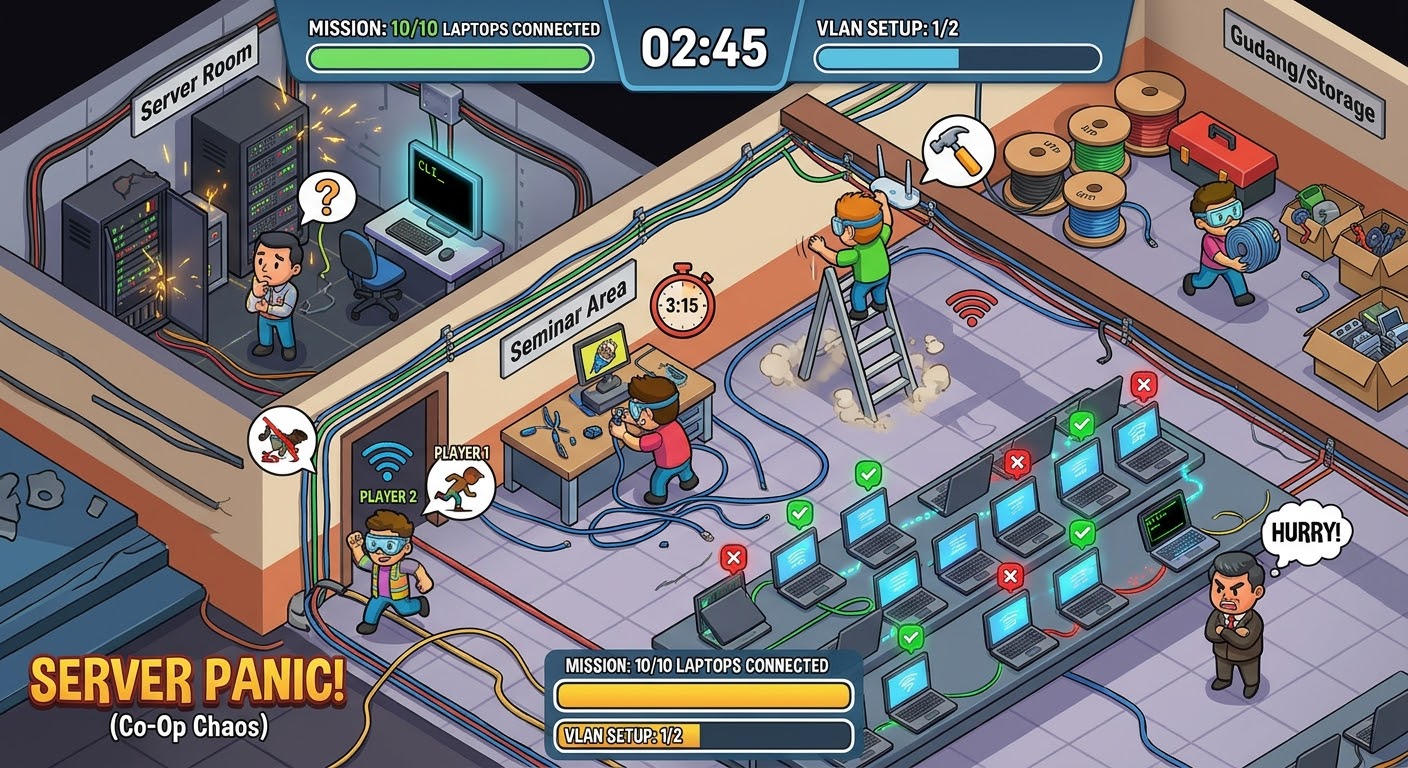 MISSION: 10/10 LAPTOPS CONNECTED
02:45
VLAN SETUP: 1/2
Server Room
Gudang/Storage
CLI_
?
Seminar Area
3:15
PLAYER 1
PLAYER 2
HURRY!
SERVER PANIC!
(Co-Op Chaos)
MISSION: 10/10 LAPTOPS CONNECTED
VLAN SETUP: 1/2